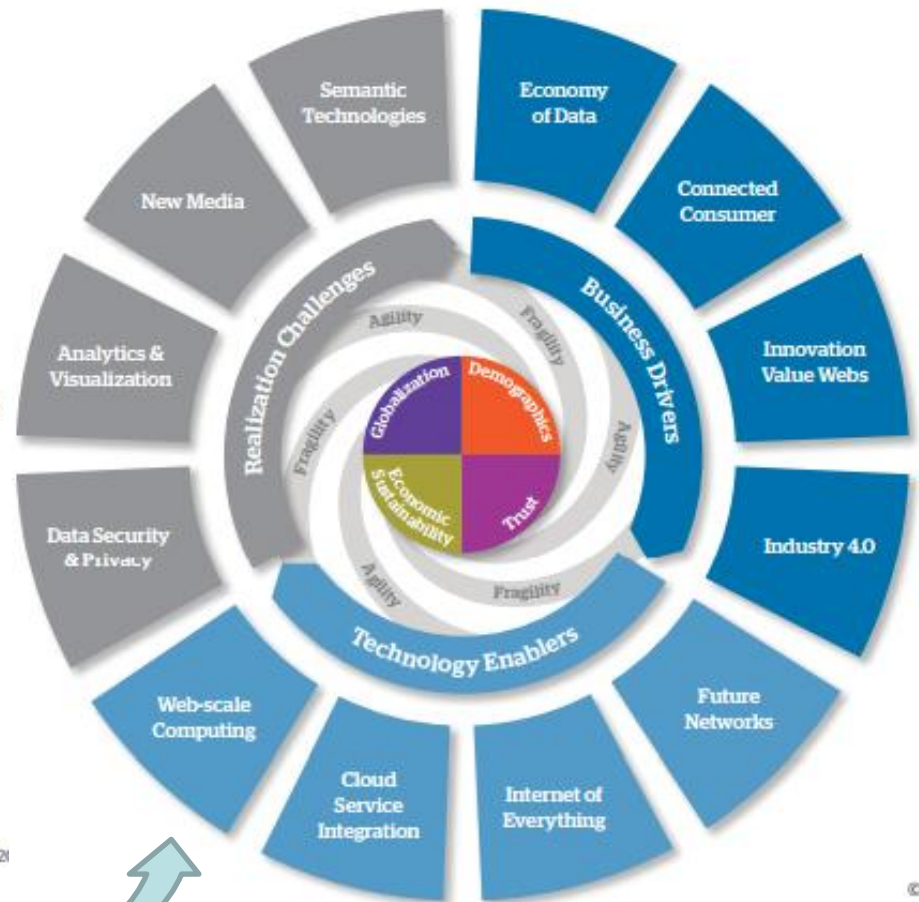 Semantic
Technologies
Economy
of Data
New Media
Connected
Consumer
Analytics &
Visualization
Innovation
Value Webs
Data Security
& Privacy
Industry 4.0
Web-scale
Computing
Future
Networks
Cloud
Service
Integration
Internet of
Everything
Realization Challenges
Business Drivers
Technology Enablers
Agility
Fragility
Fragility
Agility
Agility
Fragility
Globalization
Demographics
Economic
Sustainability
Trust
©